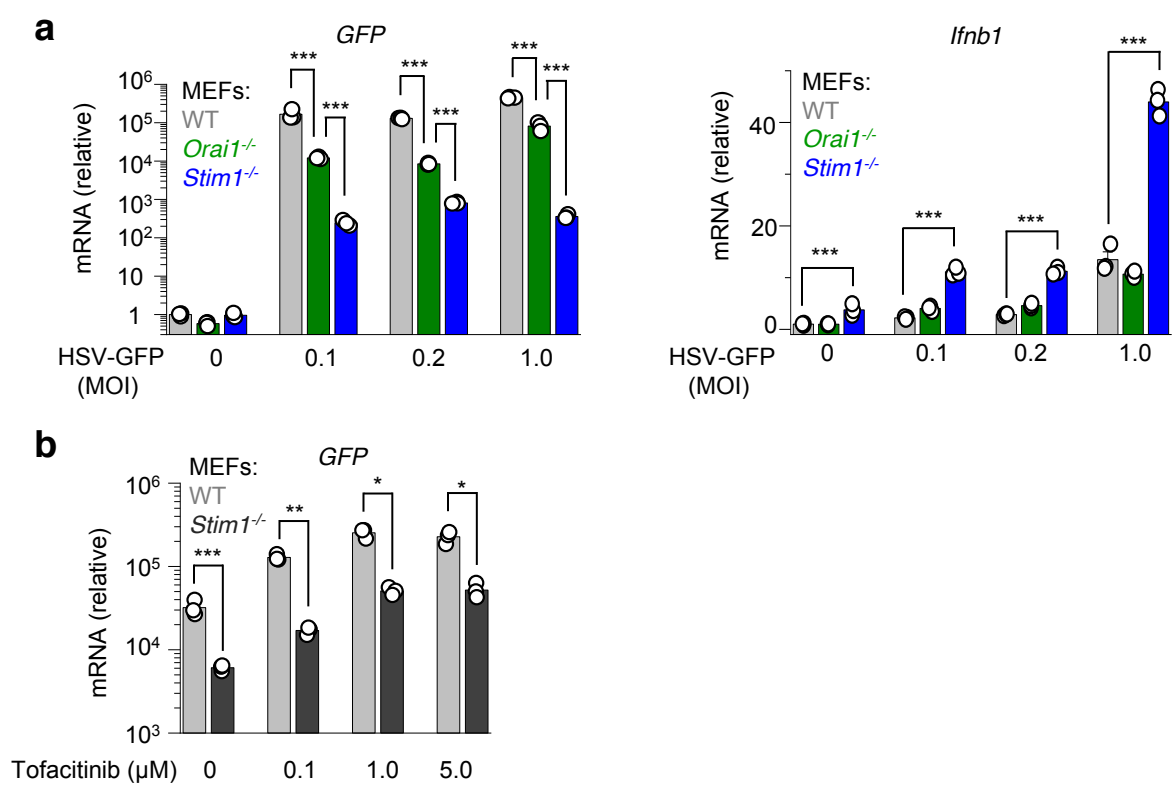 a
GFP
***
***
***
***
***
***
mRNA (relative)
10⁶
10⁵
10⁴
10³
10²
10
1
MEFs:
WT
Orai1⁻/⁻
Stim1⁻/⁻
HSV-GFP
(MOI)
0
0.1
0.2
1.0
Ifnb1
***
***
***
***
mRNA (relative)
40
20
0
MEFs:
WT
Orai1⁻/⁻
Stim1⁻/⁻
HSV-GFP
(MOI)
0
0.1
0.2
1.0
b
GFP
MEFs:
WT
Stim1⁻/⁻
***
**
*
*
mRNA (relative)
10⁶
10⁵
10⁴
10³
Tofacitinib (μM)
0
0.1
1.0
5.0